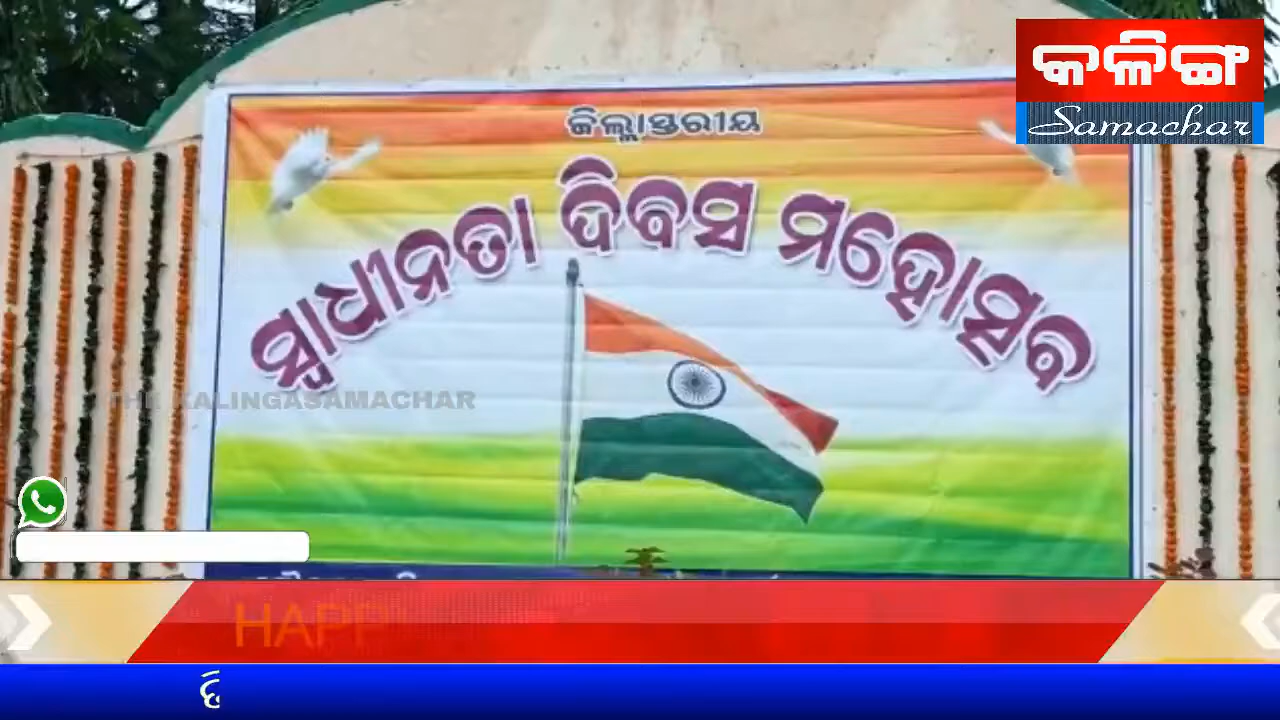 କଳିଙ୍ଗ
Samachar
ଜିଲ୍ଲାସ୍ତରୀୟ
ସ୍ୱାଧୀନତା ଦିବସ ମହୋତ୍ସବ
THE KALINGASAMACHAR
HAPP